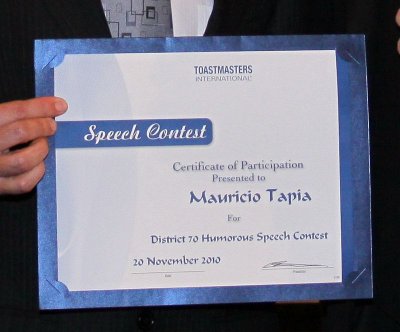 TOASTMASTERS
INTERNATIONAL
Speech Contest
Certificate of Participation
Presented to
Mauricio Tapia
For
District 70 Humorous Speech Contest
20 November 2010
Date